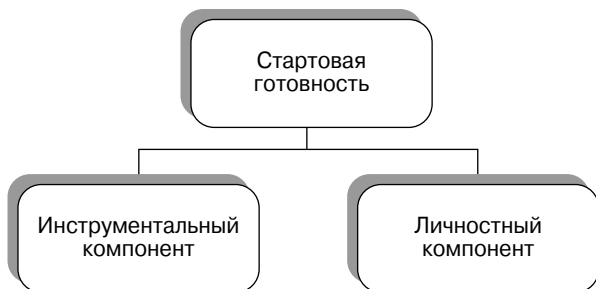 Стартовая
готовность
Инструментальный
компонент
Личностный
компонент